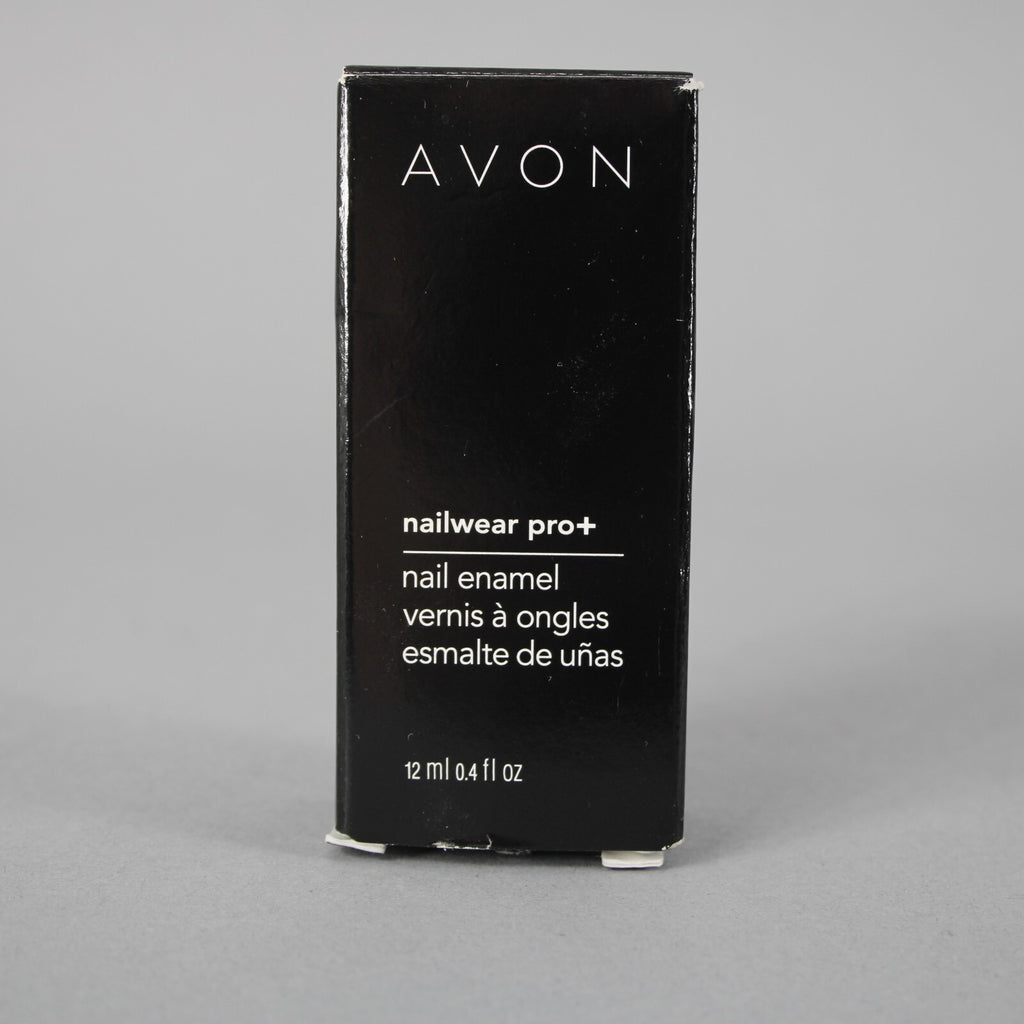 AVON
nailwear pro+
nail enamel
vernis à ongles
esmalte de uñas
12 ml 0.4 fl oz